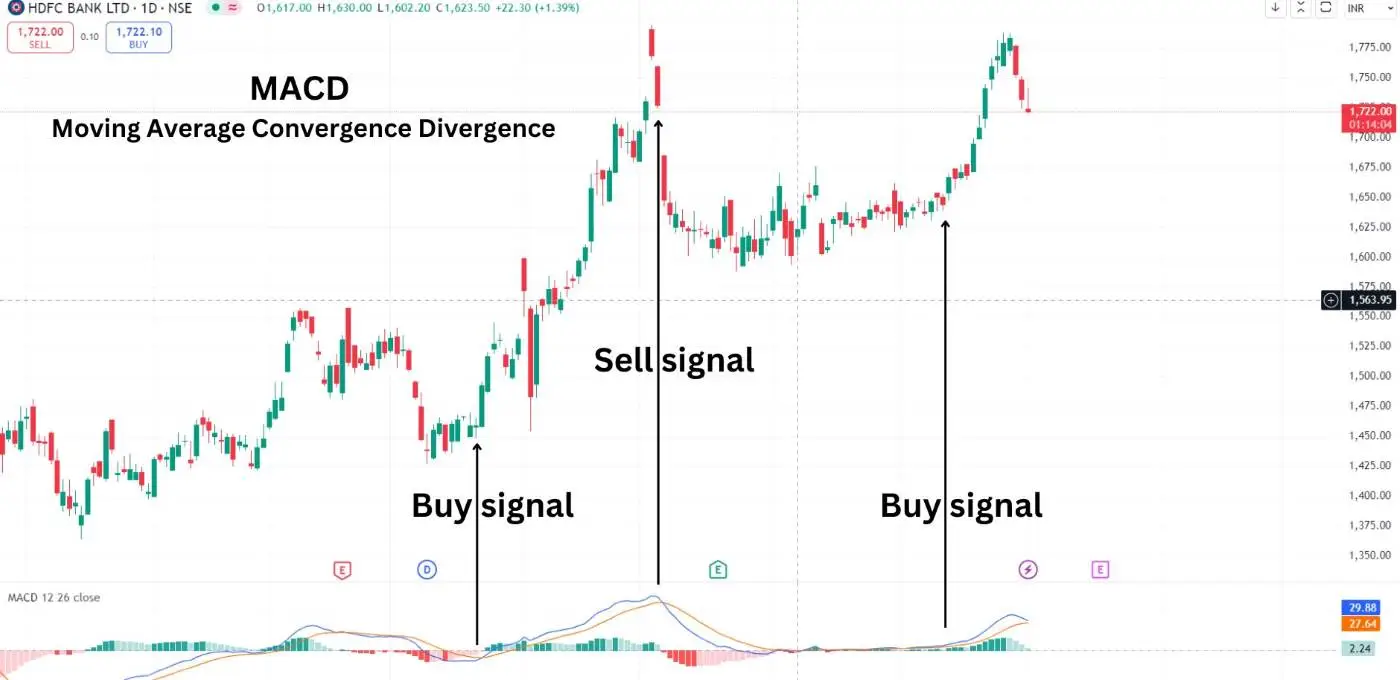 HDFC BANK LTD · 1D · NSE O1,617.00 H1,630.00 L1,602.20 C1,623.50 +22.30 (+1.39%) INR
1,722.00 0.10 1,722.10
SELL BUY
MACD
Moving Average Convergence Divergence
1,775.00
1,750.00
1,722.00
01:14:04
1,700.00
1,675.00
1,650.00
1,625.00
1,600.00
1,575.00
1,563.95
1,550.00
1,525.00
1,500.00
1,475.00
1,450.00
1,425.00
1,400.00
1,375.00
1,350.00
Sell signal
Buy signal
Buy signal
E D E E
MACD 12 26 close
29.88
27.64
2.24